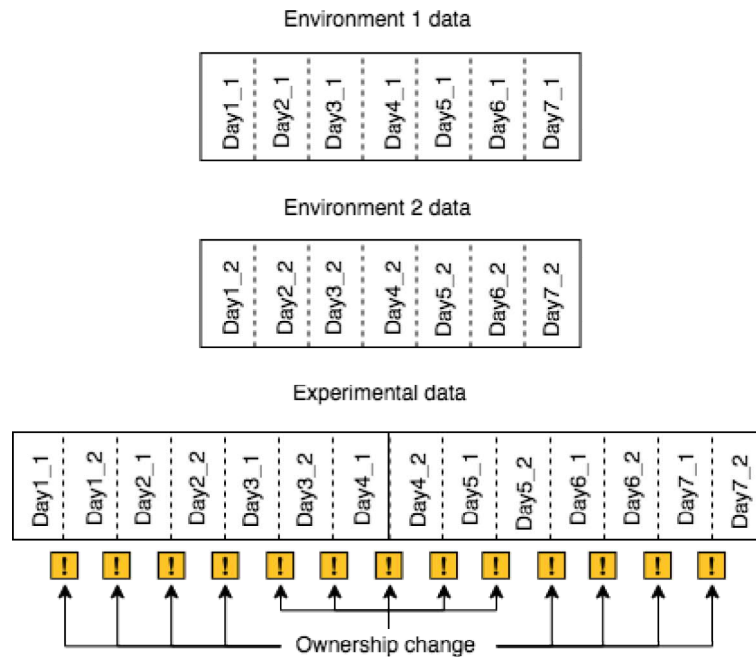 Environment 1 data
Day1_1
Day2_1
Day3_1
Day4_1
Day5_1
Day6_1
Day7_1
Environment 2 data
Day1_2
Day2_2
Day3_2
Day4_2
Day5_2
Day6_2
Day7_2
Experimental data
Day1_1
Day1_2
Day2_1
Day2_2
Day3_1
Day3_2
Day4_1
Day4_2
Day5_1
Day5_2
Day6_1
Day6_2
Day7_1
Day7_2
! ! ! ! ! ! ! ! ! ! ! ! !
Ownership change